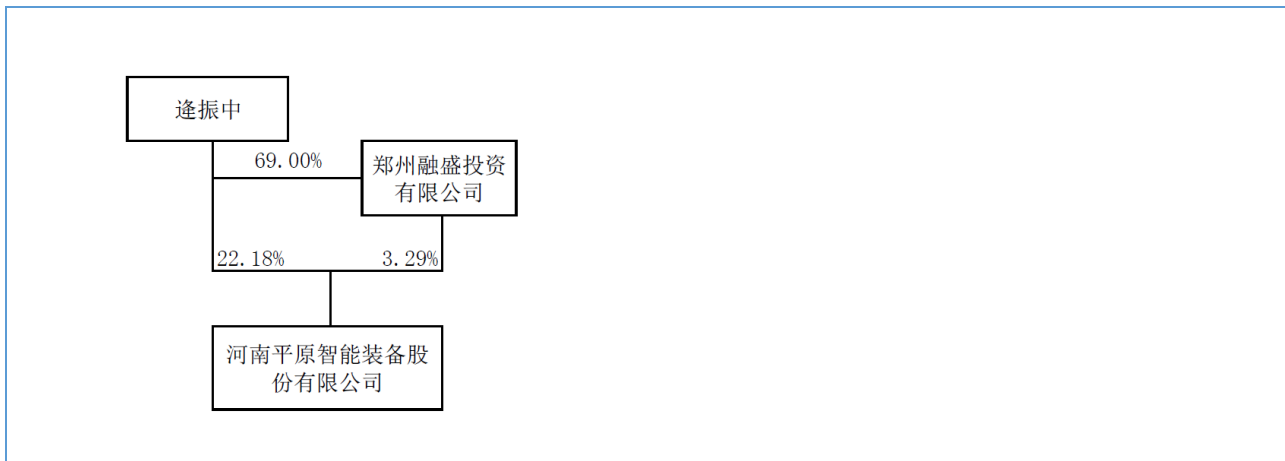 逄振中
69.00%
郑州融盛投资
有限公司
22.18%
3.29%
河南平原智能装备股
份有限公司